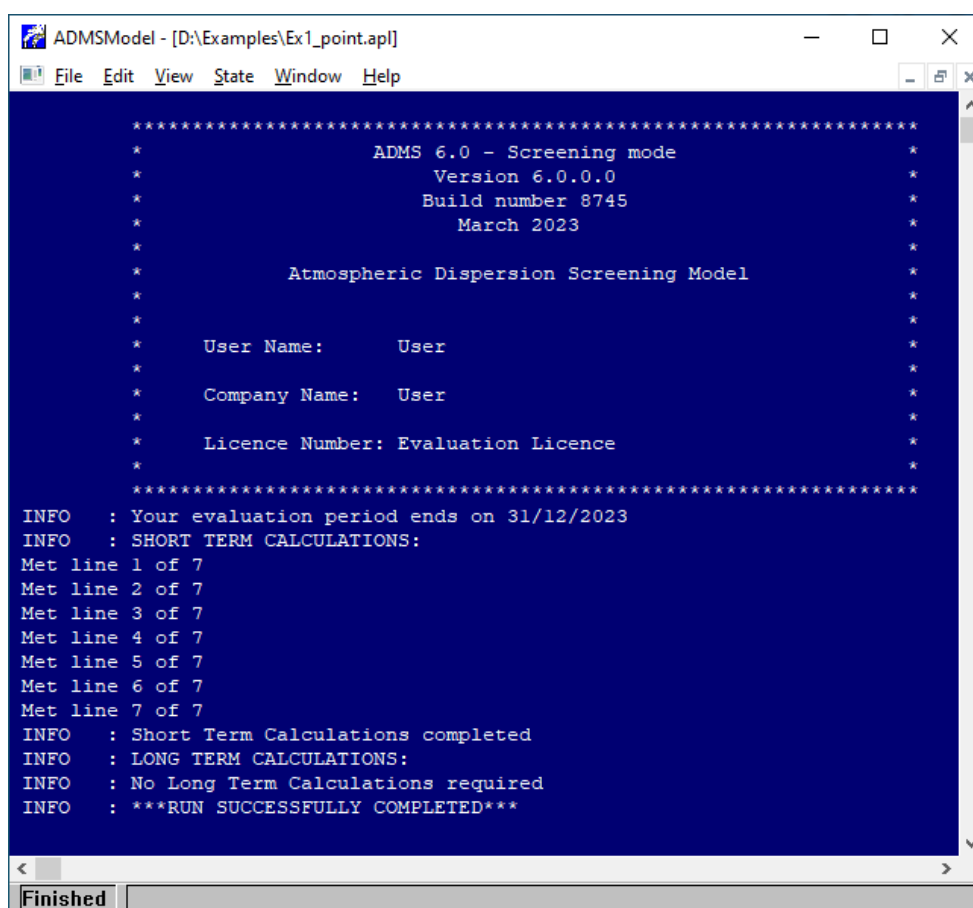 ADMSModel - [D:\Examples\Ex1_point.apl]
File Edit View State Window Help
*****************************************************************
* ADMS 6.0 - Screening mode *
* Version 6.0.0.0 *
* Build number 8745 *
* March 2023 *
* *
* Atmospheric Dispersion Screening Model *
* *
* *
* User Name: User *
* *
* Company Name: User *
* *
* Licence Number: Evaluation Licence *
* *
*****************************************************************
INFO : Your evaluation period ends on 31/12/2023
INFO : SHORT TERM CALCULATIONS:
Met line 1 of 7
Met line 2 of 7
Met line 3 of 7
Met line 4 of 7
Met line 5 of 7
Met line 6 of 7
Met line 7 of 7
INFO : Short Term Calculations completed
INFO : LONG TERM CALCULATIONS:
INFO : No Long Term Calculations required
INFO : ***RUN SUCCESSFULLY COMPLETED***
Finished